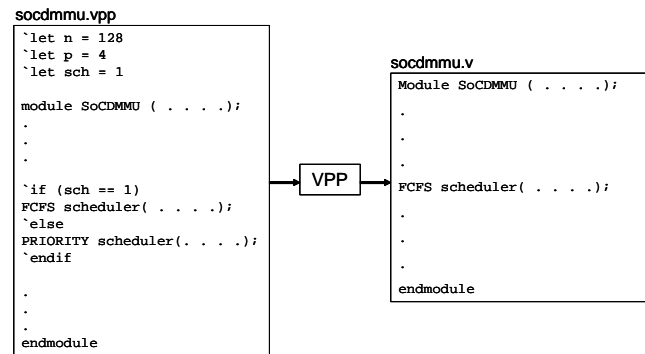 socdmmu.vpp
`let n = 128
`let p = 4
`let sch = 1
module SoCDMMU ( . . . .);
.
.
.
`if (sch == 1)
FCFS scheduler( . . . .);
`else
PRIORITY scheduler(. . . .);
`endif
.
.
.
endmodule
VPP
socdmmu.v
Module SoCDMMU ( . . . .);
.
.
.
FCFS scheduler( . . . .);
.
.
.
endmodule